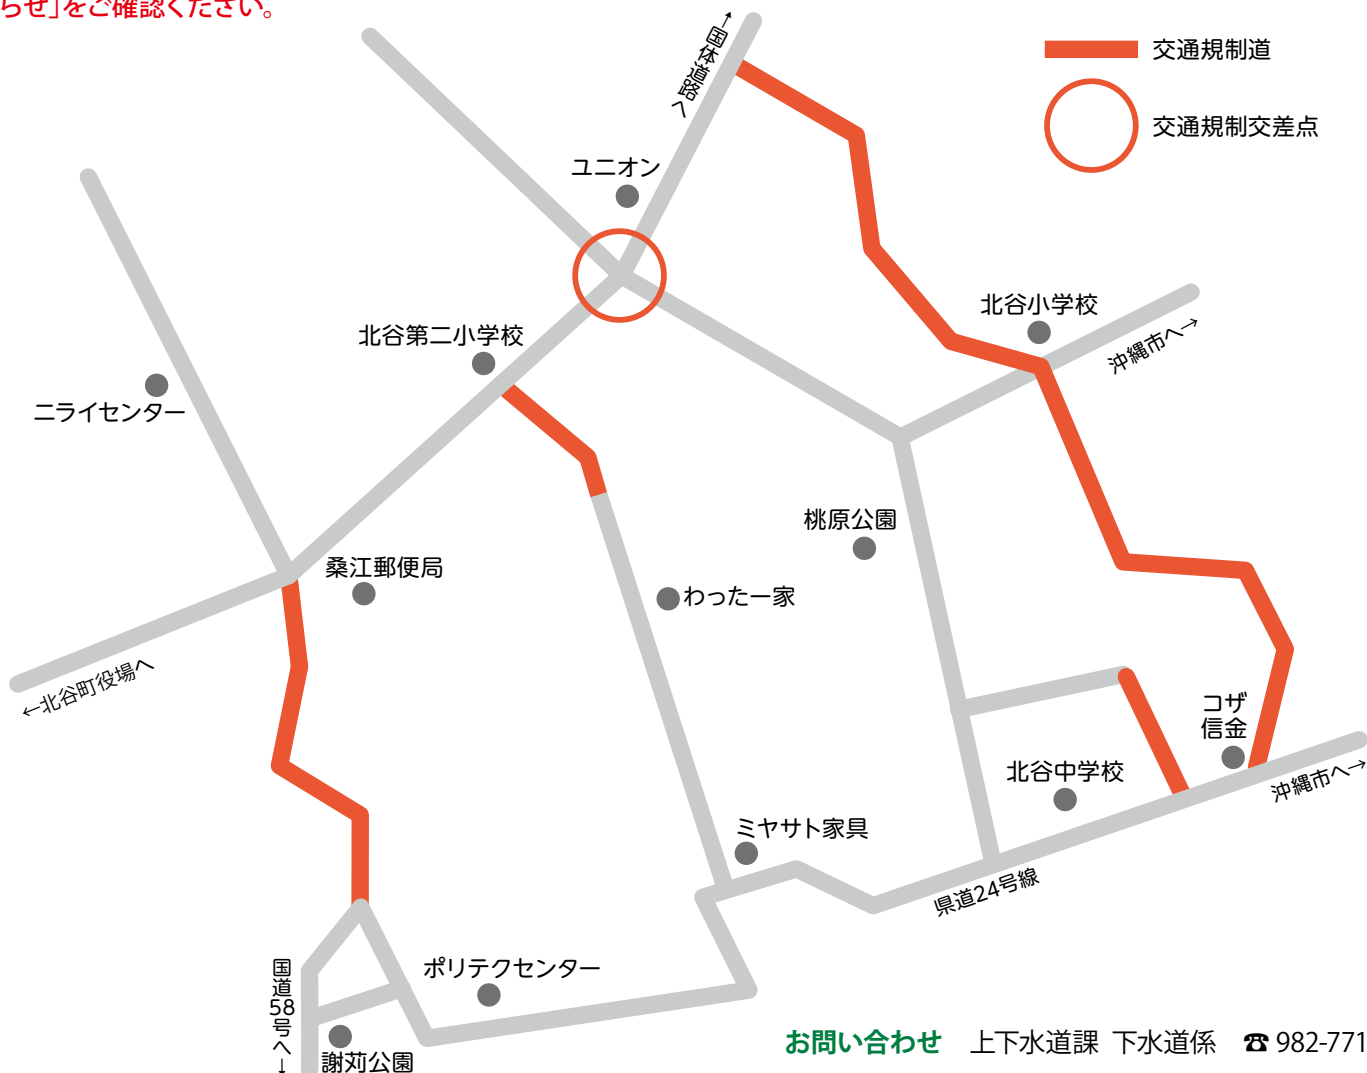 らせ」をご確認ください。
→国体道路へ
交通規制道
交通規制交差点
ユニオン
北谷小学校
沖縄市へ→
北谷第二小学校
ニライセンター
桃原公園
桑江郵便局
わったー家
←北谷町役場へ
コザ
信金
北谷中学校
沖縄市へ→
ミヤサト家具
県道24号線
国道58号へ→
ポリテクセンター
謝苅公園
お問い合わせ 上下水道課 下水道係 ☎ 982-771